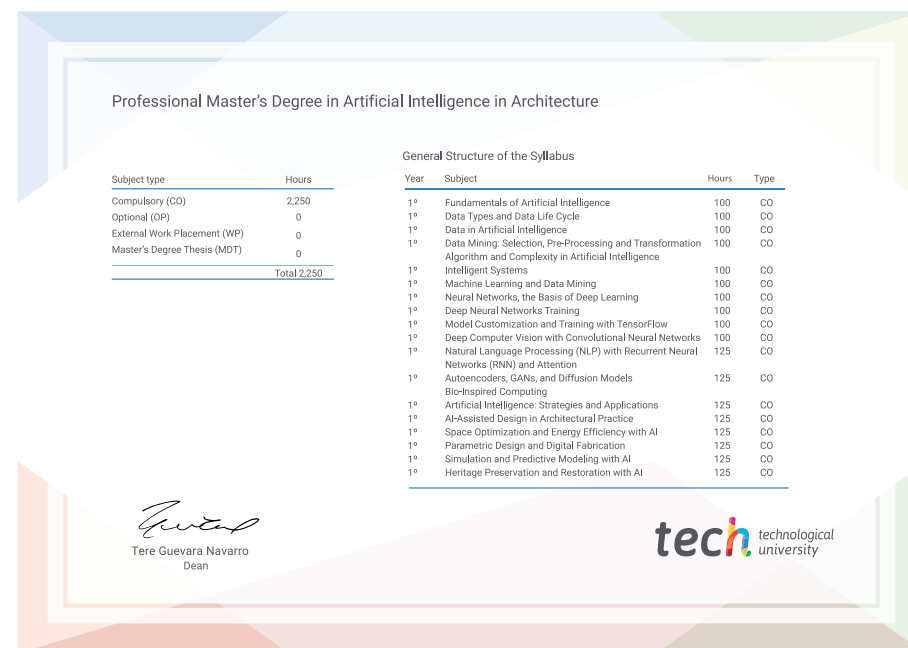 Professional Master's Degree in Artificial Intelligence in Architecture
General Structure of the Syllabus
Subject type Hours
Compulsory (CO) 2,250
Optional (OP) 0
External Work Placement (WP) 0
Master's Degree Thesis (MDT) 0
Total 2,250
Year Subject Hours Type
1º Fundamentals of Artificial Intelligence 100 CO
1º Data Types and Data Life Cycle 100 CO
1º Data in Artificial Intelligence 100 CO
1º Data Mining: Selection, Pre-Processing and Transformation 100 CO
Algorithm and Complexity in Artificial Intelligence
1º Intelligent Systems 100 CO
1º Machine Learning and Data Mining 100 CO
1º Neural Networks, the Basis of Deep Learning 100 CO
1º Deep Neural Networks Training 100 CO
1º Model Customization and Training with TensorFlow 100 CO
1º Deep Computer Vision with Convolutional Neural Networks 100 CO
1º Natural Language Processing (NLP) with Recurrent Neural 125 CO
Networks (RNN) and Attention
1º Autoencoders, GANs, and Diffusion Models 125 CO
Bio-Inspired Computing
1º Artificial Intelligence: Strategies and Applications 125 CO
1º AI-Assisted Design in Architectural Practice 125 CO
1º Space Optimization and Energy Efficiency with AI 125 CO
1º Parametric Design and Digital Fabrication 125 CO
1º Simulation and Predictive Modeling with AI 125 CO
1º Heritage Preservation and Restoration with AI 125 CO
Tere Guevara Navarro
Dean
tech technological
university